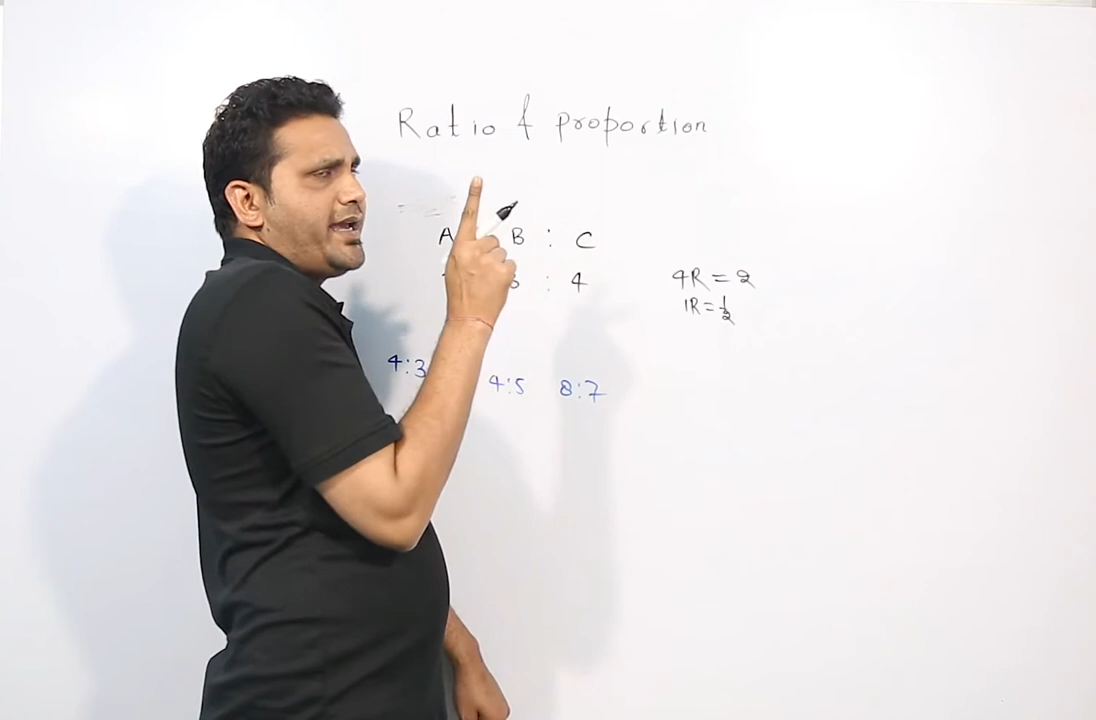 Ratio & proportion
A B : C
: 4
4R = 2
1R = 1/2
4:3 4:5 8:7